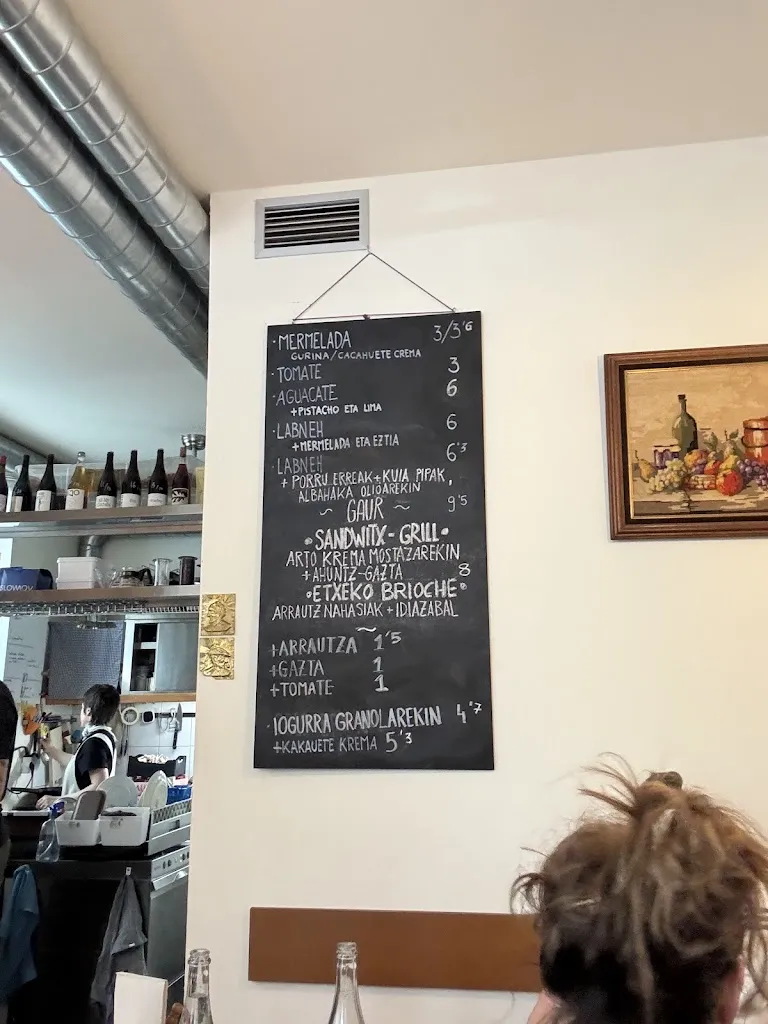 ·MERMELADA 3/3'6
GURINA/CACAHUETE CREMA
·TOMATE 3
·AGUACATE 6
+PISTACHO ETA LIMA
·LABNEH 6
+MERMELADA ETA EZTIA
·LABNEH 6'3
+ PORRU ERREAK+KUIA PIPAK,
ALBAHAKA OLIOAREKIN
~ GAUR ~ 9'5
•SANDWITX-GRILL•
ARTO KREMA MOSTAZAREKIN
+AHUNTZ-GAZTA 8
•ETXEKO BRIOCHE•
ARRAUTZ NAHASIAK+IDIAZABAL
~
+ARRAUTZA 1'5
+GAZTA 1
+TOMATE 1
·IOGURRA GRANOLAREKIN 4'7
+KAKAUETE KREMA 5'3